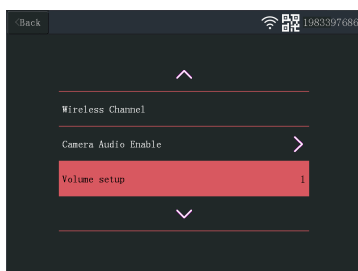 Back
1983397686
Wireless Channel
Camera Audio Enable
Volume setup 1